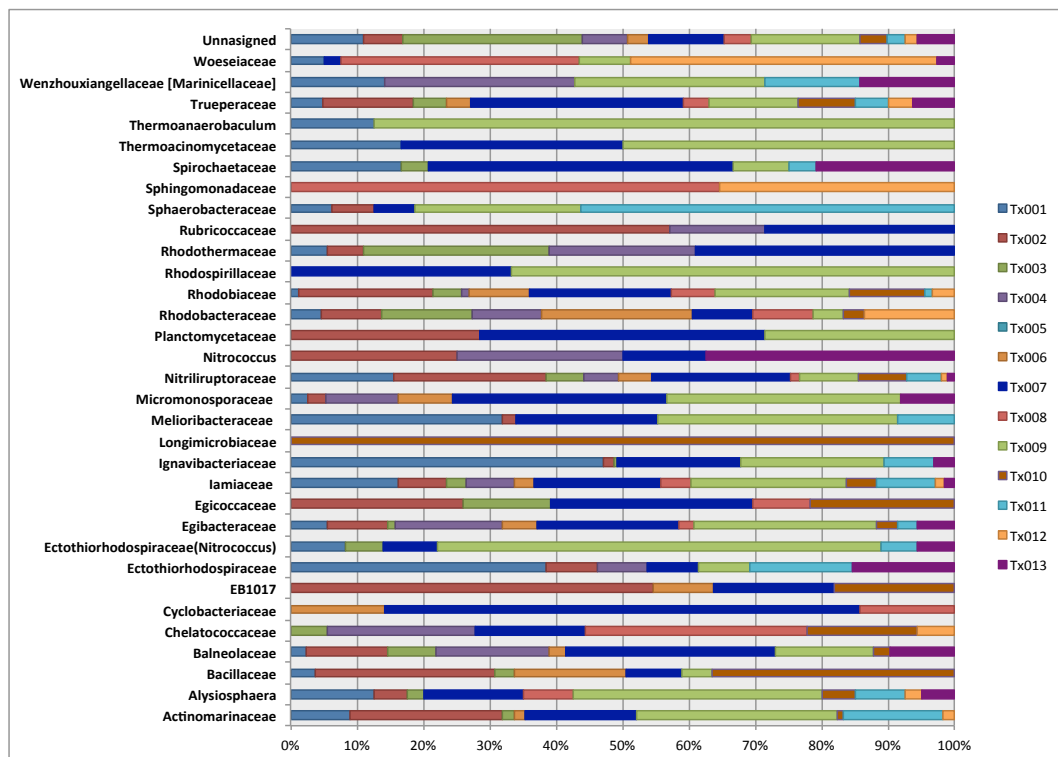 Unnasigned
Woeseiaceae
Wenzhouxiangellaceae [Marinicellaceae]
Trueperaceae
Thermoanaerobaculum
Thermoacinomycetaceae
Spirochaetaceae
Sphingomonadaceae
Sphaerobacteraceae
Rubricoccaceae
Rhodothermaceae
Rhodospirillaceae
Rhodobiaceae
Rhodobacteraceae
Planctomycetaceae
Nitrococcus
Nitriliruptoraceae
Micromonosporaceae
Melioribacteraceae
Longimicrobiaceae
Ignavibacteriaceae
Iamiaceae
Egicoccaceae
Egibacteraceae
Ectothiorhodospiraceae(Nitrococcus)
Ectothiorhodospiraceae
EB1017
Cyclobacteriaceae
Chelatococcaceae
Balneolaceae
Bacillaceae
Alysiosphaera
Actinomarinaceae
0% 10% 20% 30% 40% 50% 60% 70% 80% 90% 100%
Tx001
Tx002
Tx003
Tx004
Tx005
Tx006
Tx007
Tx008
Tx009
Tx010
Tx011
Tx012
Tx013